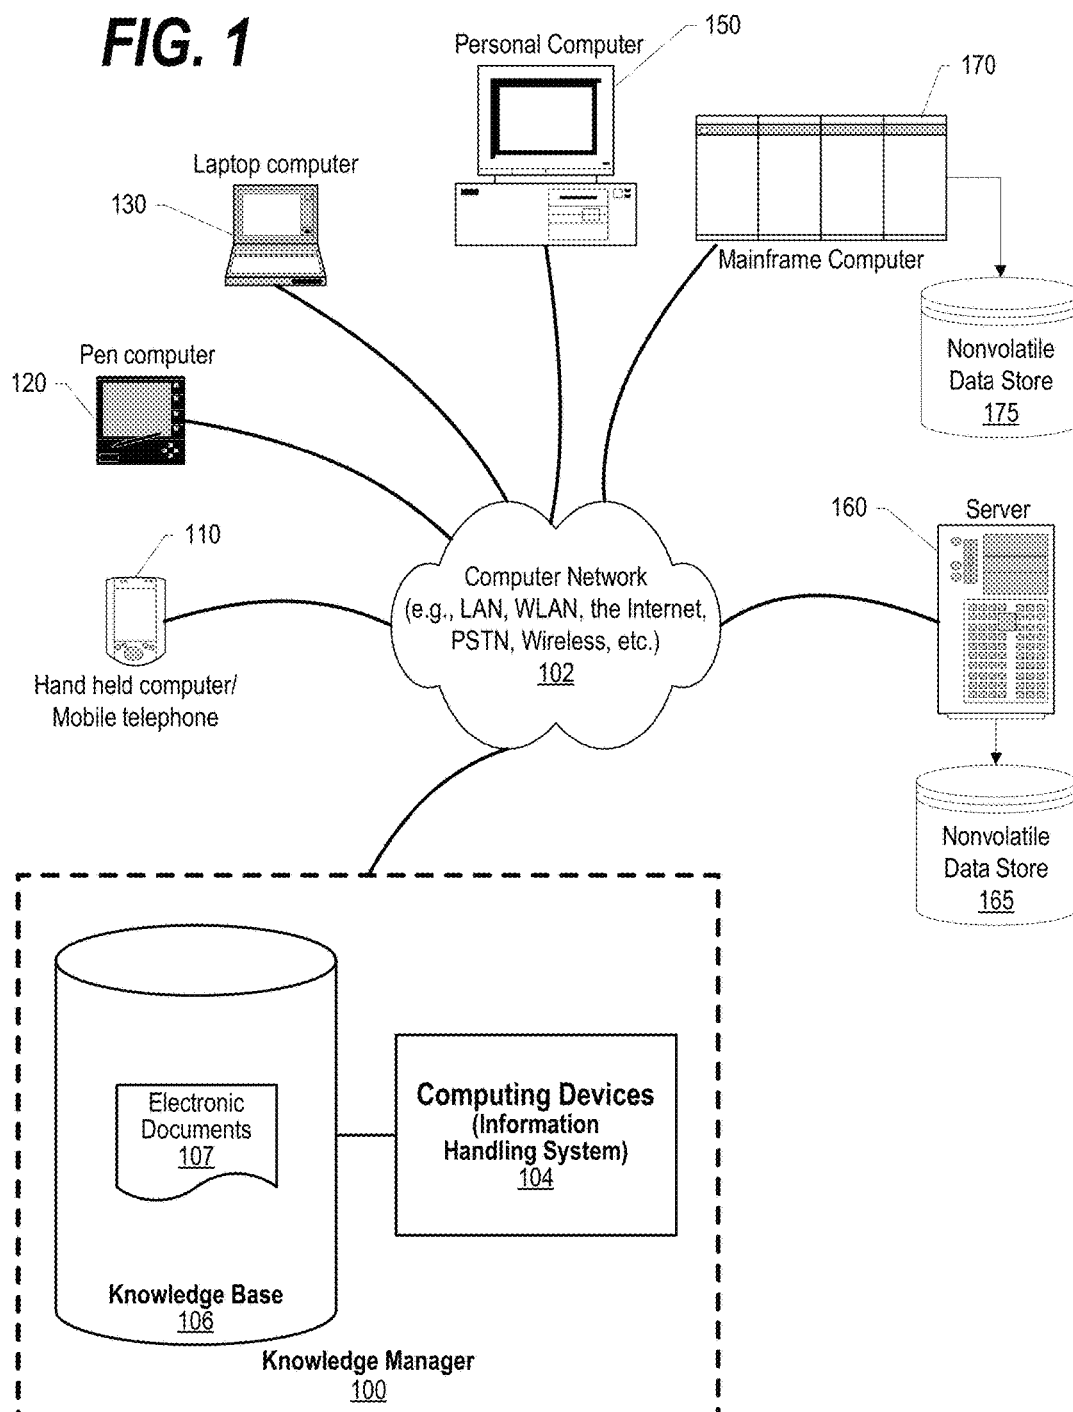 FIG. 1
Personal Computer
150
170
Laptop computer
130
Mainframe Computer
Nonvolatile
Data Store
175
Pen computer
120
160
Server
110
Computer Network
(e.g., LAN, WLAN, the Internet,
PSTN, Wireless, etc.)
102
Hand held computer/
Mobile telephone
Nonvolatile
Data Store
165
Electronic
Documents
107
Computing Devices
(Information
Handling System)
104
Knowledge Base
106
Knowledge Manager
100